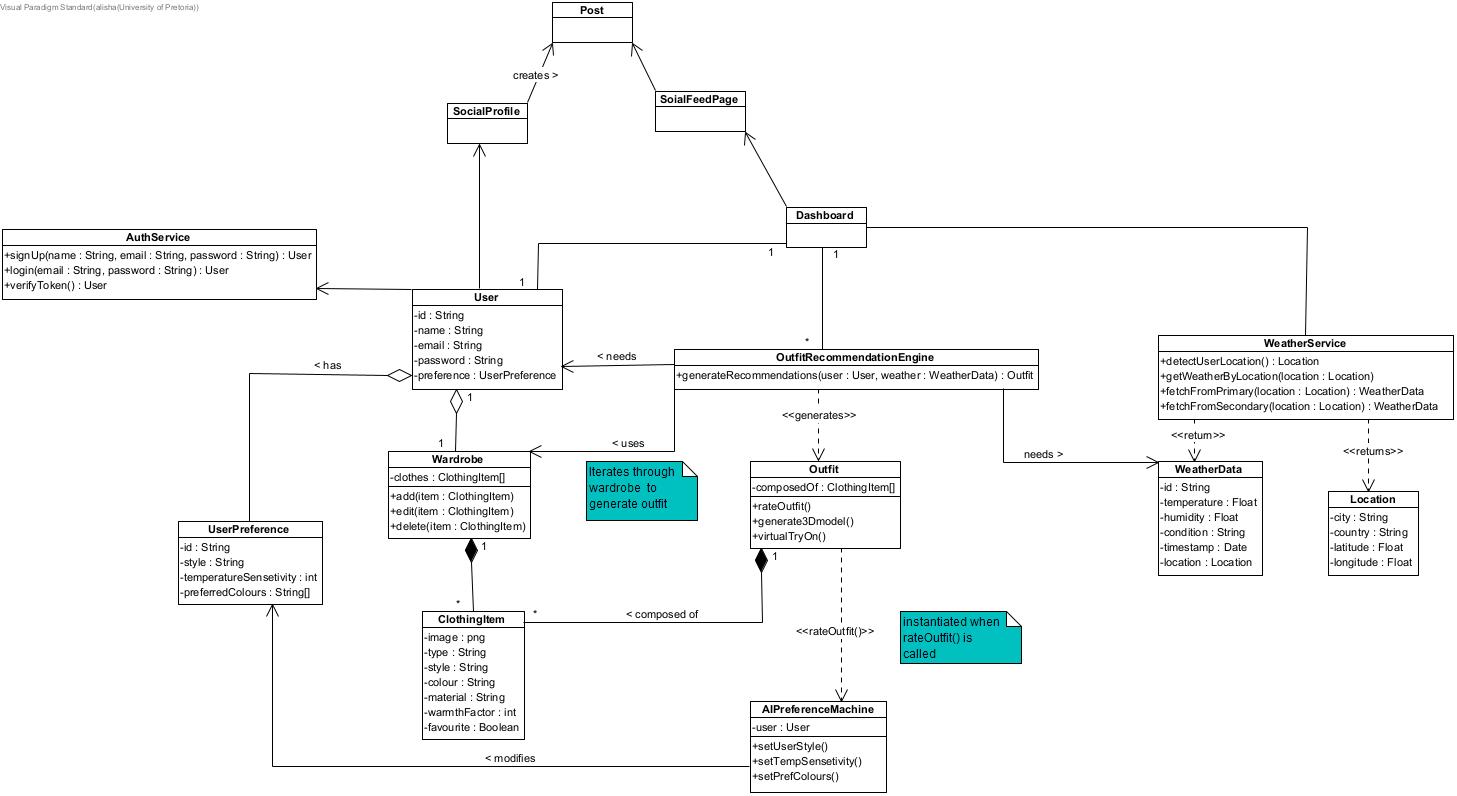 Visual Paradigm Standard(alisha(University of Pretoria))
Post
creates >
SocialProfile
SoialFeedPage
Dashboard
1
1
AuthService
+signUp(name : String, email : String, password : String) : User
+login(email : String, password : String) : User
+verifyToken() : User
1
User
-id : String
-name : String
-email : String
-password : String
-preference : UserPreference
< has
1
1
< needs
*
OutfitRecommendationEngine
+generateRecommendations(user : User, weather : WeatherData) : Outfit
WeatherService
+detectUserLocation() : Location
+getWeatherByLocation(location : Location)
+fetchFromPrimary(location : Location) : WeatherData
+fetchFromSecondary(location : Location) : WeatherData
<<generates>>
<<return>>
<<returns>>
< uses
needs >
Wardrobe
-clothes : ClothingItem[]
+add(item : ClothingItem)
+edit(item : ClothingItem)
+delete(item : ClothingItem)
Iterates through
wardrobe to
generate outfit
Outfit
-composedOf : ClothingItem[]
+rateOutfit()
+generate3Dmodel()
+virtualTryOn()
WeatherData
-id : String
-temperature : Float
-humidity : Float
-condition : String
-timestamp : Date
-location : Location
Location
-city : String
-country : String
-latitude : Float
-longitude : Float
UserPreference
-id : String
-style : String
-temperatureSensetivity : int
-preferredColours : String[]
1
*
1
*
< composed of
ClothingItem
-image : png
-type : String
-style : String
-colour : String
-material : String
-warmthFactor : int
-favourite : Boolean
<<rateOutfit()>>
instantiated when
rateOutfit() is
called
AIPreferenceMachine
-user : User
+setUserStyle()
+setTempSensetivity()
+setPrefColours()
< modifies